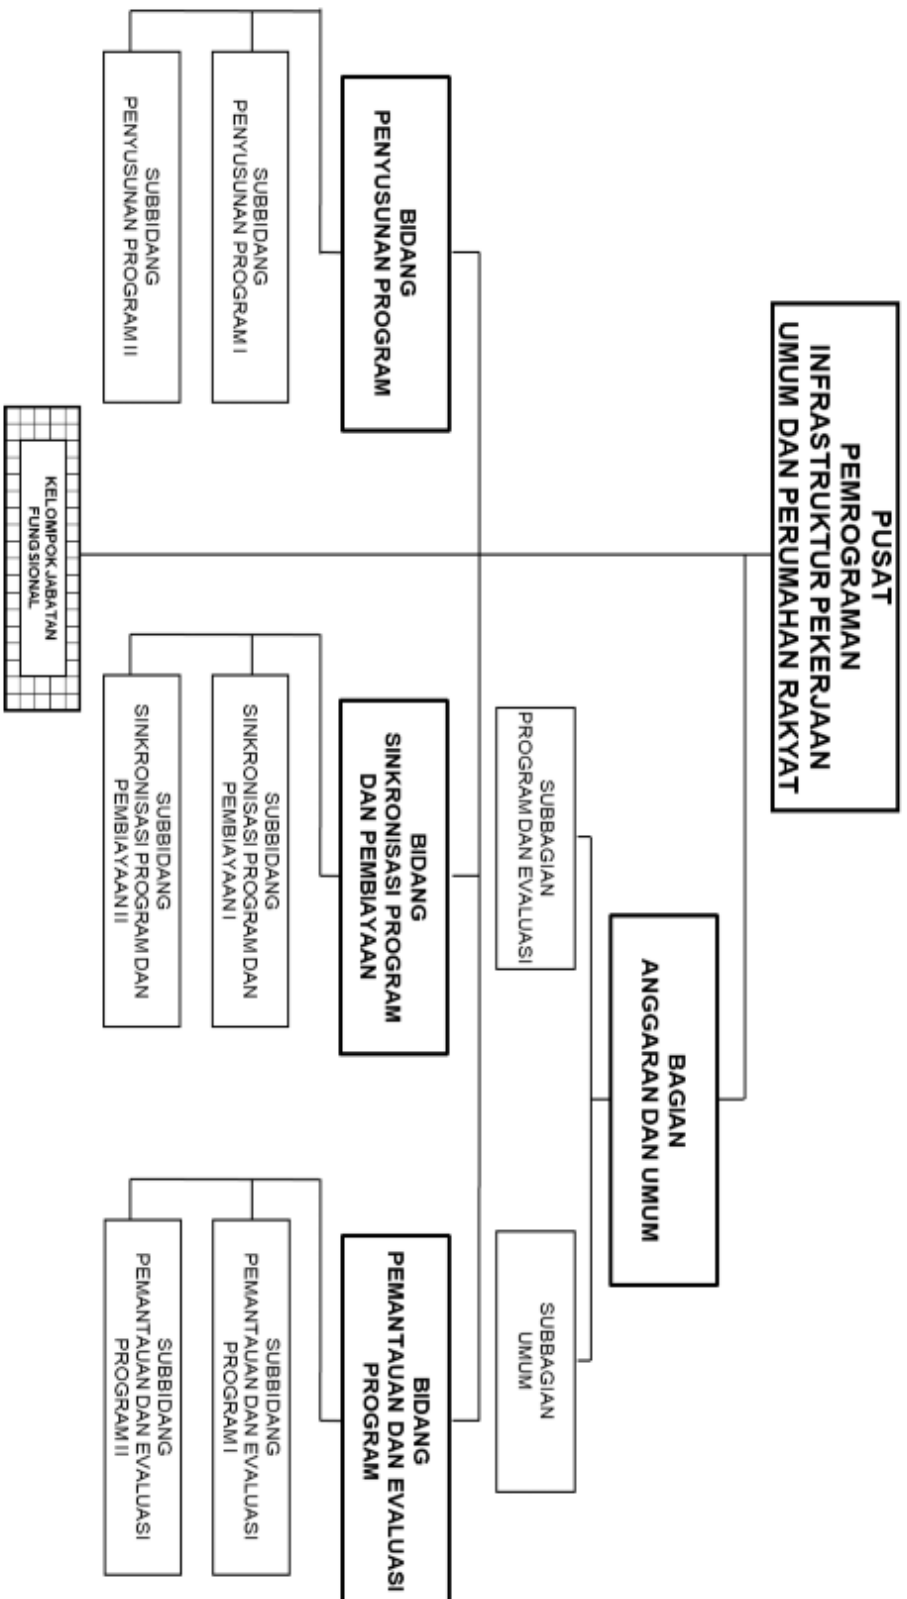 PUSAT
PEMROGRAMAN
INFRASTRUKTUR PEKERJAAN
UMUM DAN PERUMAHAN RAKYAT
BAGIAN
ANGGARAN DAN UMUM
SUBBAGIAN
PROGRAM DAN EVALUASI
SUBBAGIAN
UMUM
BIDANG
PENYUSUNAN PROGRAM
BIDANG
SINKRONISASI PROGRAM
DAN PEMBIAYAAN
BIDANG
PEMANTAUAN DAN EVALUASI
PROGRAM
SUBBIDANG
PENYUSUNAN PROGRAM I
SUBBIDANG
SINKRONISASI PROGRAM DAN
PEMBIAYAAN I
SUBBIDANG
PEMANTAUAN DAN EVALUASI
PROGRAM I
SUBBIDANG
PENYUSUNAN PROGRAM II
SUBBIDANG
SINKRONISASI PROGRAM DAN
PEMBIAYAAN II
SUBBIDANG
PEMANTAUAN DAN EVALUASI
PROGRAM II
KELOMPOK JABATAN
FUNGSIONAL